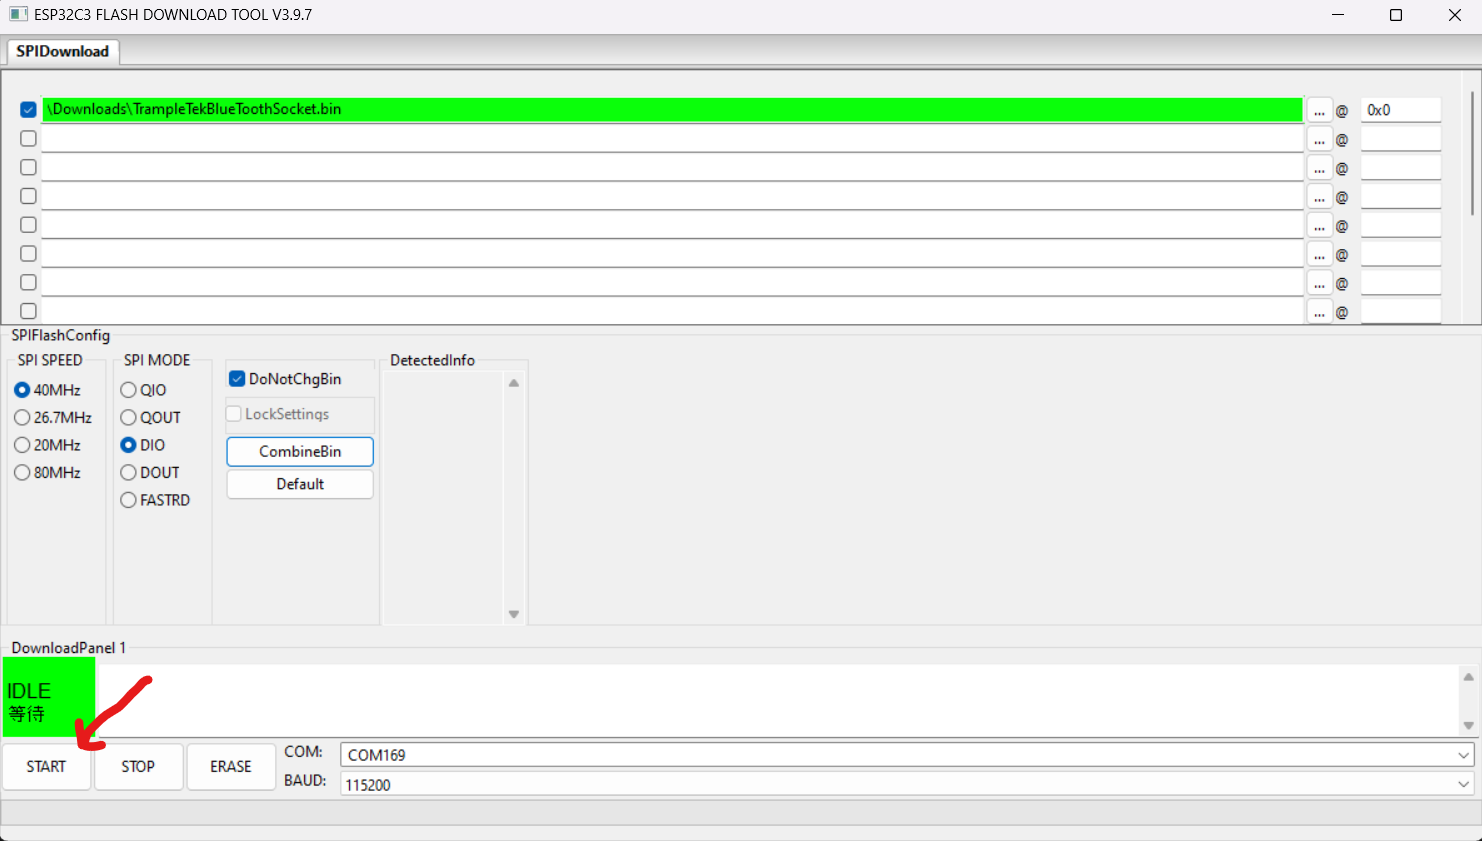 ESP32C3 FLASH DOWNLOAD TOOL V3.9.7
SPIDownload
\Downloads\TrampleTekBlueToothSocket.bin ... @ 0x0
... @
... @
... @
... @
... @
... @
... @
SPIFlashConfig
SPI SPEED
40MHz
26.7MHz
20MHz
80MHz
SPI MODE
QIO
QOUT
DIO
DOUT
FASTRD
DoNotChgBin
LockSettings
CombineBin
Default
DetectedInfo
DownloadPanel 1
IDLE
等待
START STOP ERASE
COM: COM169
BAUD: 115200